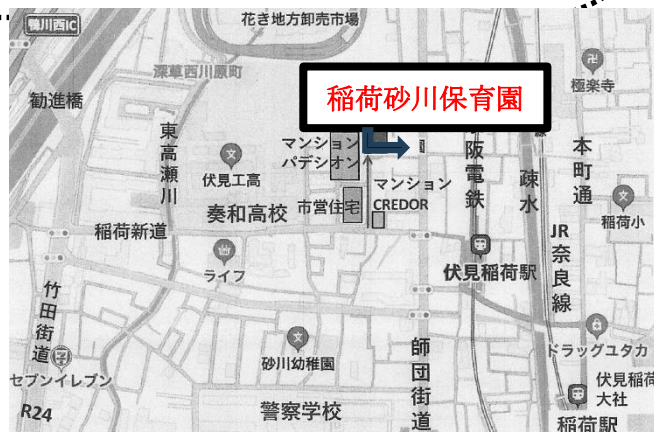 鴨川西IC
花き地方卸売市場
深草西川原町
勧進橋
極楽寺
稲荷砂川保育園
東高瀬川
マンション
パデシオン
伏見工高
マンション
CREDOR
阪電鉄
疎水
本町通
稲荷小
奏和高校
市営住宅
稲荷新道
ライフ
伏見稲荷駅
JR奈良線
竹田街道
砂川幼稚園
師団街道
ドラッグユタカ
セブンイレブン
伏見稲荷
大社
R24
警察学校
稲荷駅